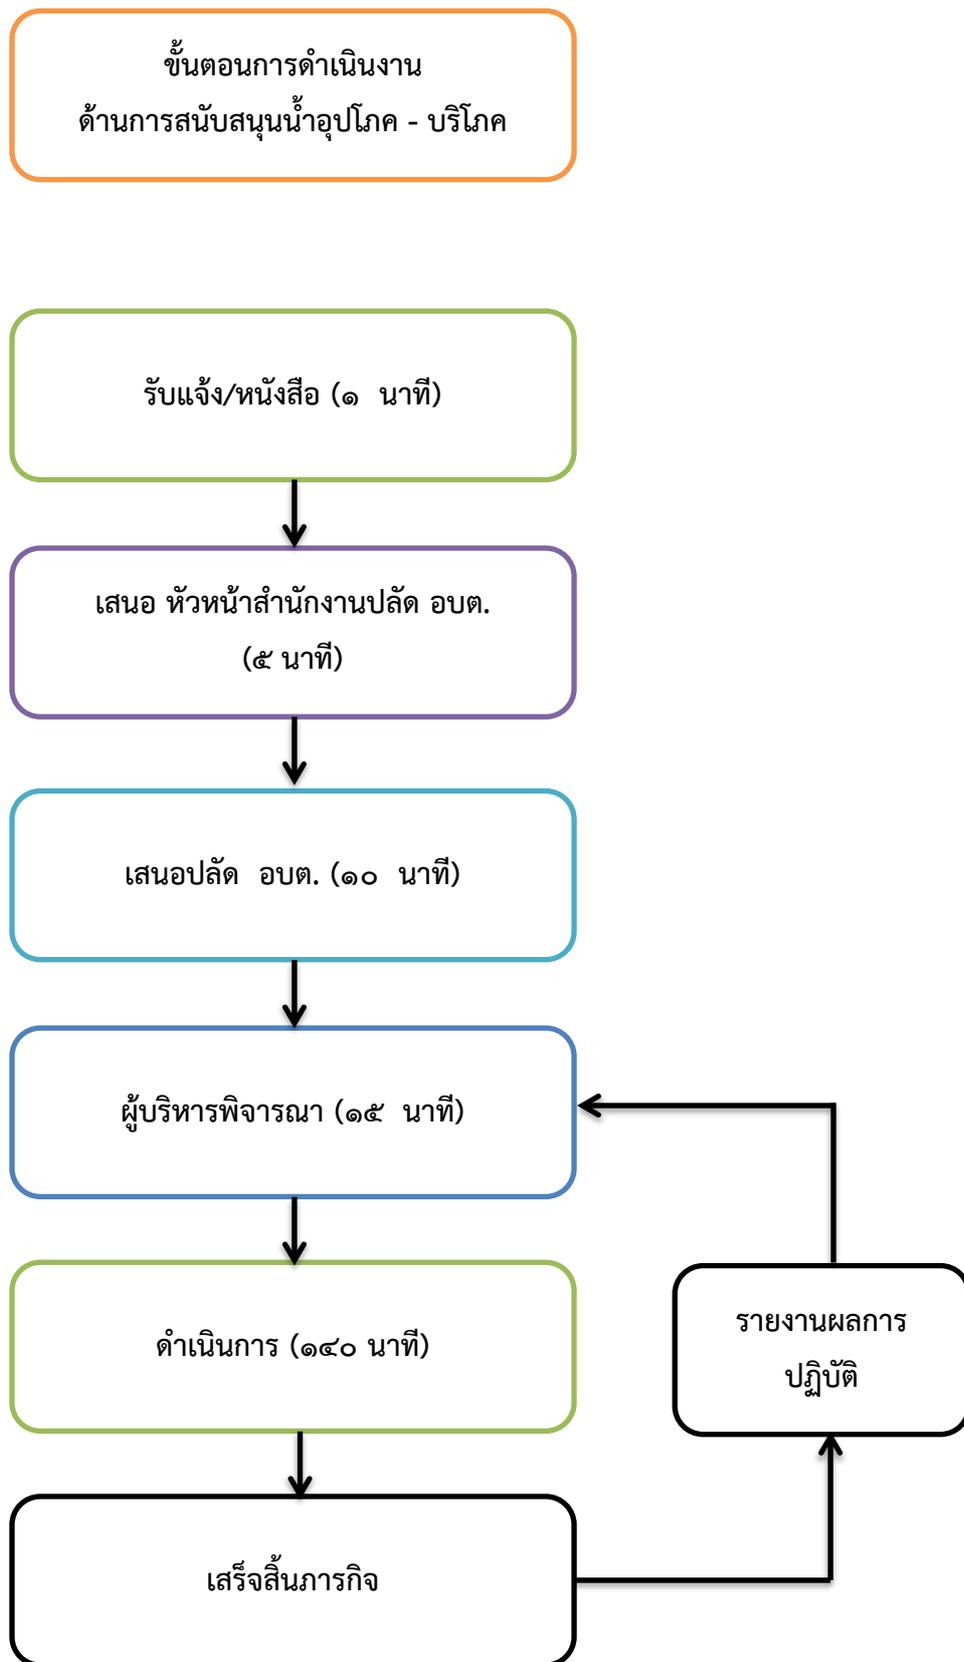 ขั้นตอนการดำเนินงาน
ด้านการสนับสนุนน้ำอุปโภค - บริโภค
รับแจ้ง/หนังสือ (๑ นาที)
เสนอ หัวหน้าสำนักงานปลัด อบต.
(๕ นาที)
เสนอปลัด อบต. (๑๐ นาที)
ผู้บริหารพิจารณา (๑๕ นาที)
ดำเนินการ (๑๔๐ นาที)
รายงานผลการ
ปฏิบัติ
เสร็จสิ้นภารกิจ